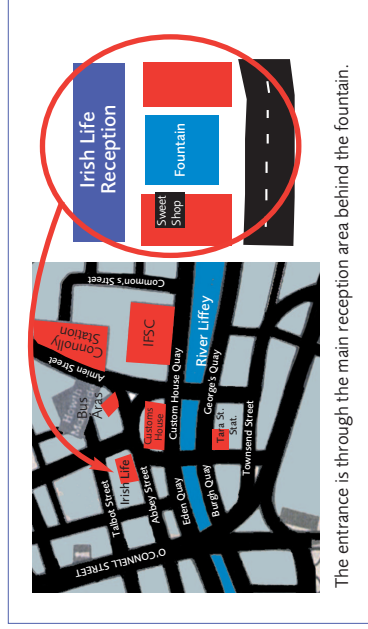 Irish Life
Reception
Sweet
Shop
Fountain
Connolly
Station
Common's Street
Amien Street
IFSC
Bus
Aras
Customs
House
Custom House Quay
River Liffey
Talbot Street
Irish Life
Abbey Street
Eden Quay
Burgh Quay
George's Quay
Tara St.
Stat.
Townsend Street
O'CONNELL STREET
The entrance is through the main reception area behind the fountain.